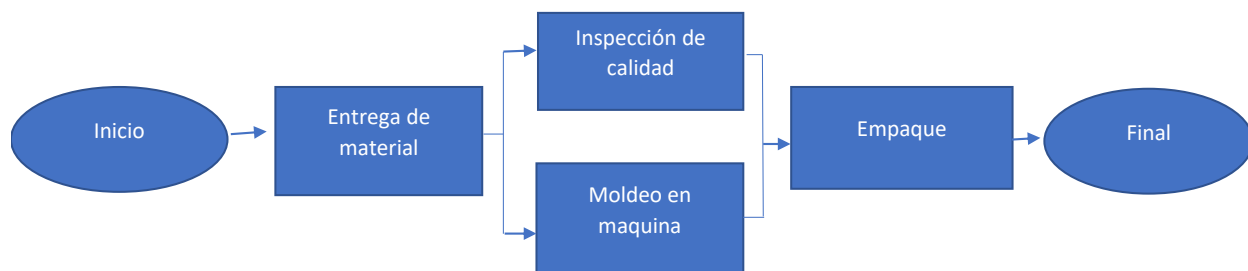 Inicio
Entrega de
material
Inspección de
calidad
Moldeo en
maquina
Empaque
Final